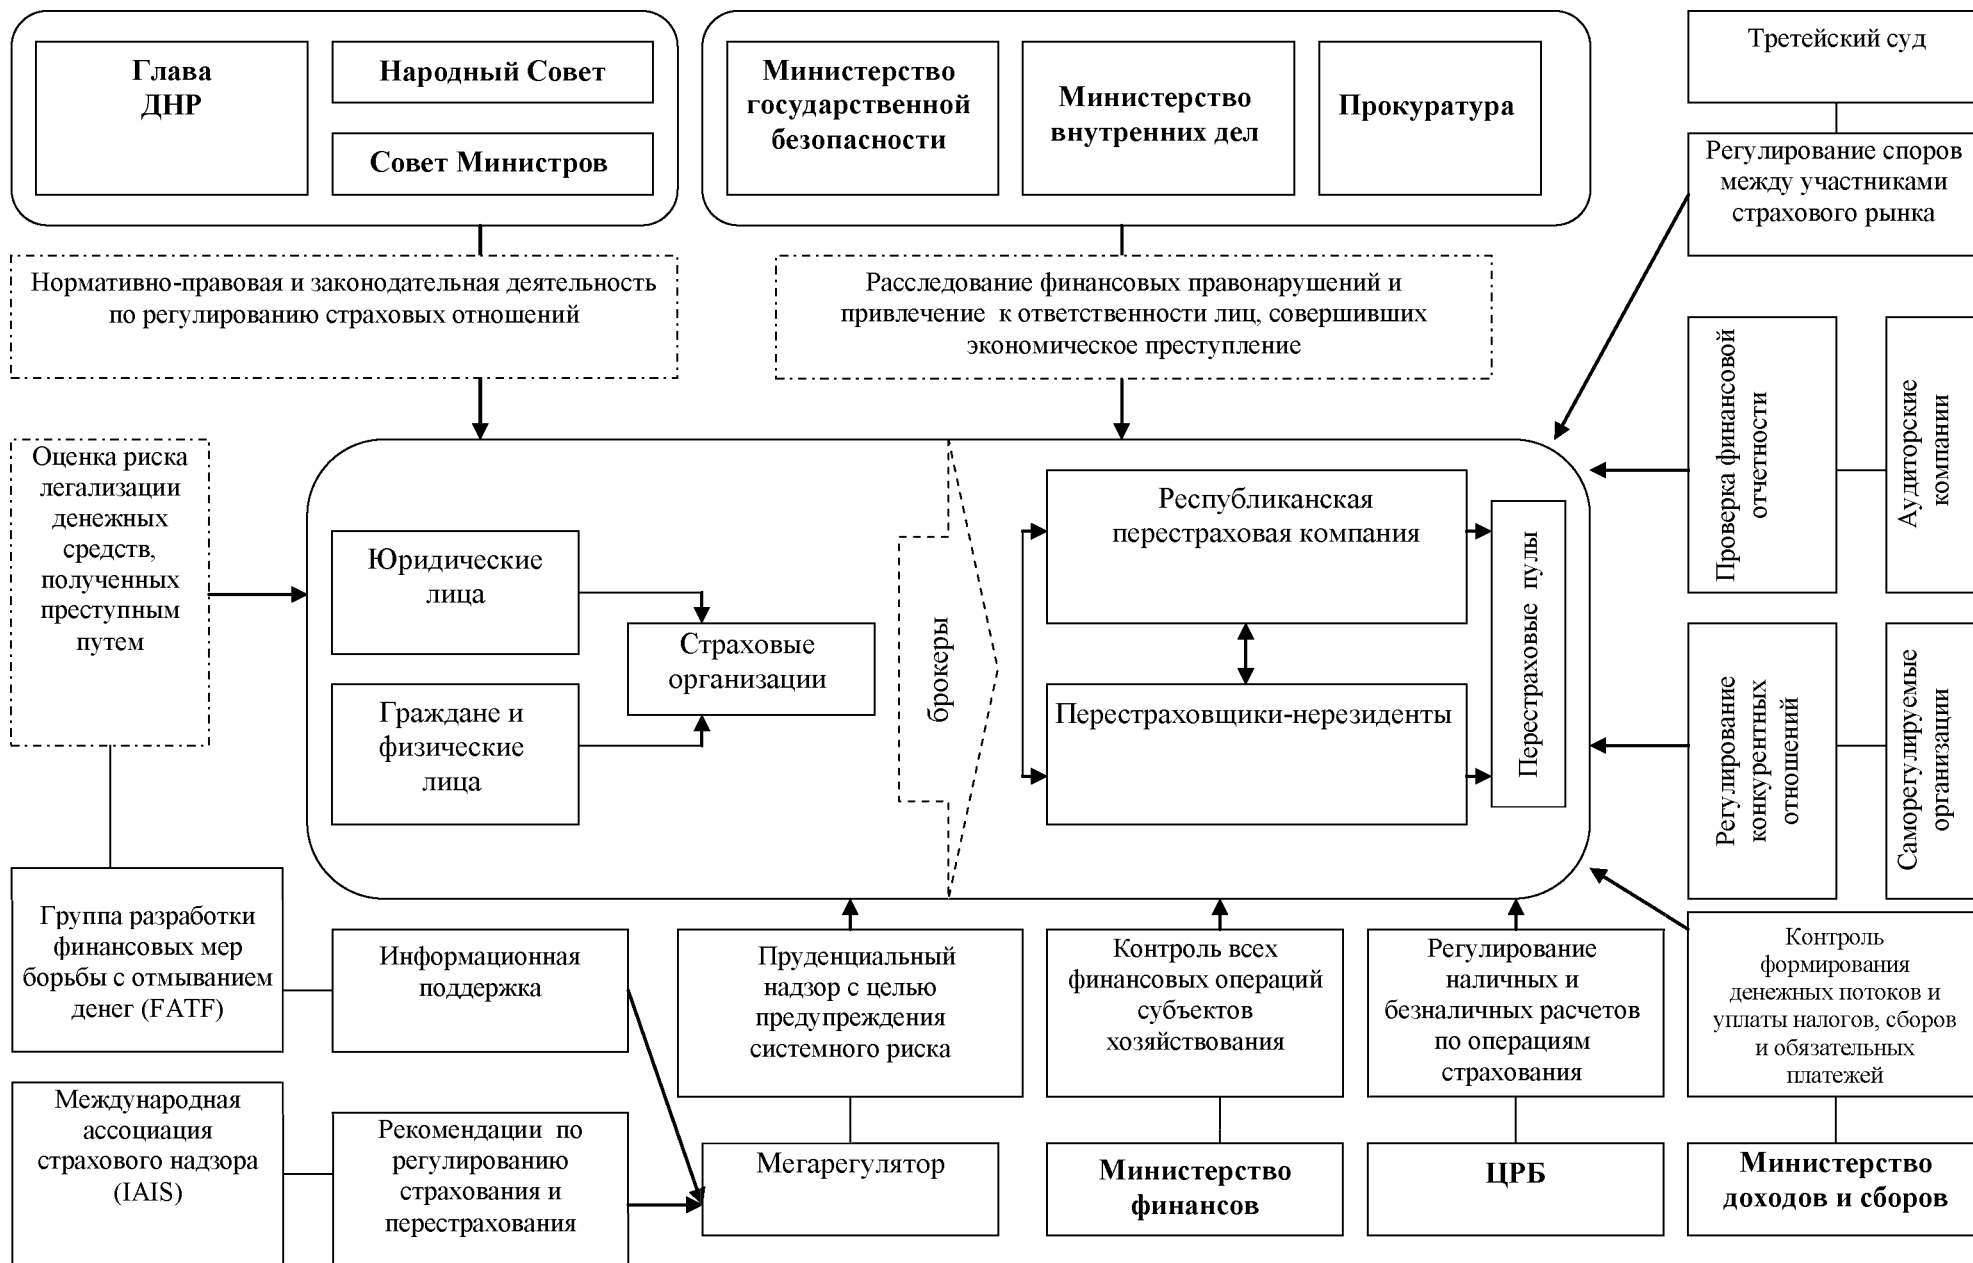 Глава
ДНР
Народный Совет
Совет Министров
Министерство
государственной
безопасности
Министерство
внутренних дел
Прокуратура
Третейский суд
Регулирование споров
между участниками
страхового рынка
Нормативно-правовая и законодательная деятельность
по регулированию страховых отношений
Расследование финансовых правонарушений и
привлечение к ответственности лиц, совершивших
экономическое преступление
Проверка финансовой
отчетности
Аудиторские
компании
Оценка риска
легализации
денежных
средств,
полученных
преступным
путем
Юридические
лица
Граждане и
физические
лица
Страховые
организации
брокеры
Республиканская
перестраховая компания
Перестраховщики-нерезиденты
Перестраховые пулы
Регулирование
конкурентных
отношений
Саморегулируемые
организации
Группа разработки
финансовых мер
борьбы с отмыванием
денег (FATF)
Информационная
поддержка
Пруденциальный
надзор с целью
предупреждения
системного риска
Контроль всех
финансовых операций
субъектов
хозяйствования
Регулирование
наличных и
безналичных расчетов
по операциям
страхования
Контроль
формирования
денежных потоков и
уплаты налогов, сборов
и обязательных
платежей
Международная
ассоциация
страхового надзора
(IAIS)
Рекомендации по
регулированию
страхования и
перестрахования
Мегарегулятор
Министерство
финансов
ЦРБ
Министерство
доходов и сборов